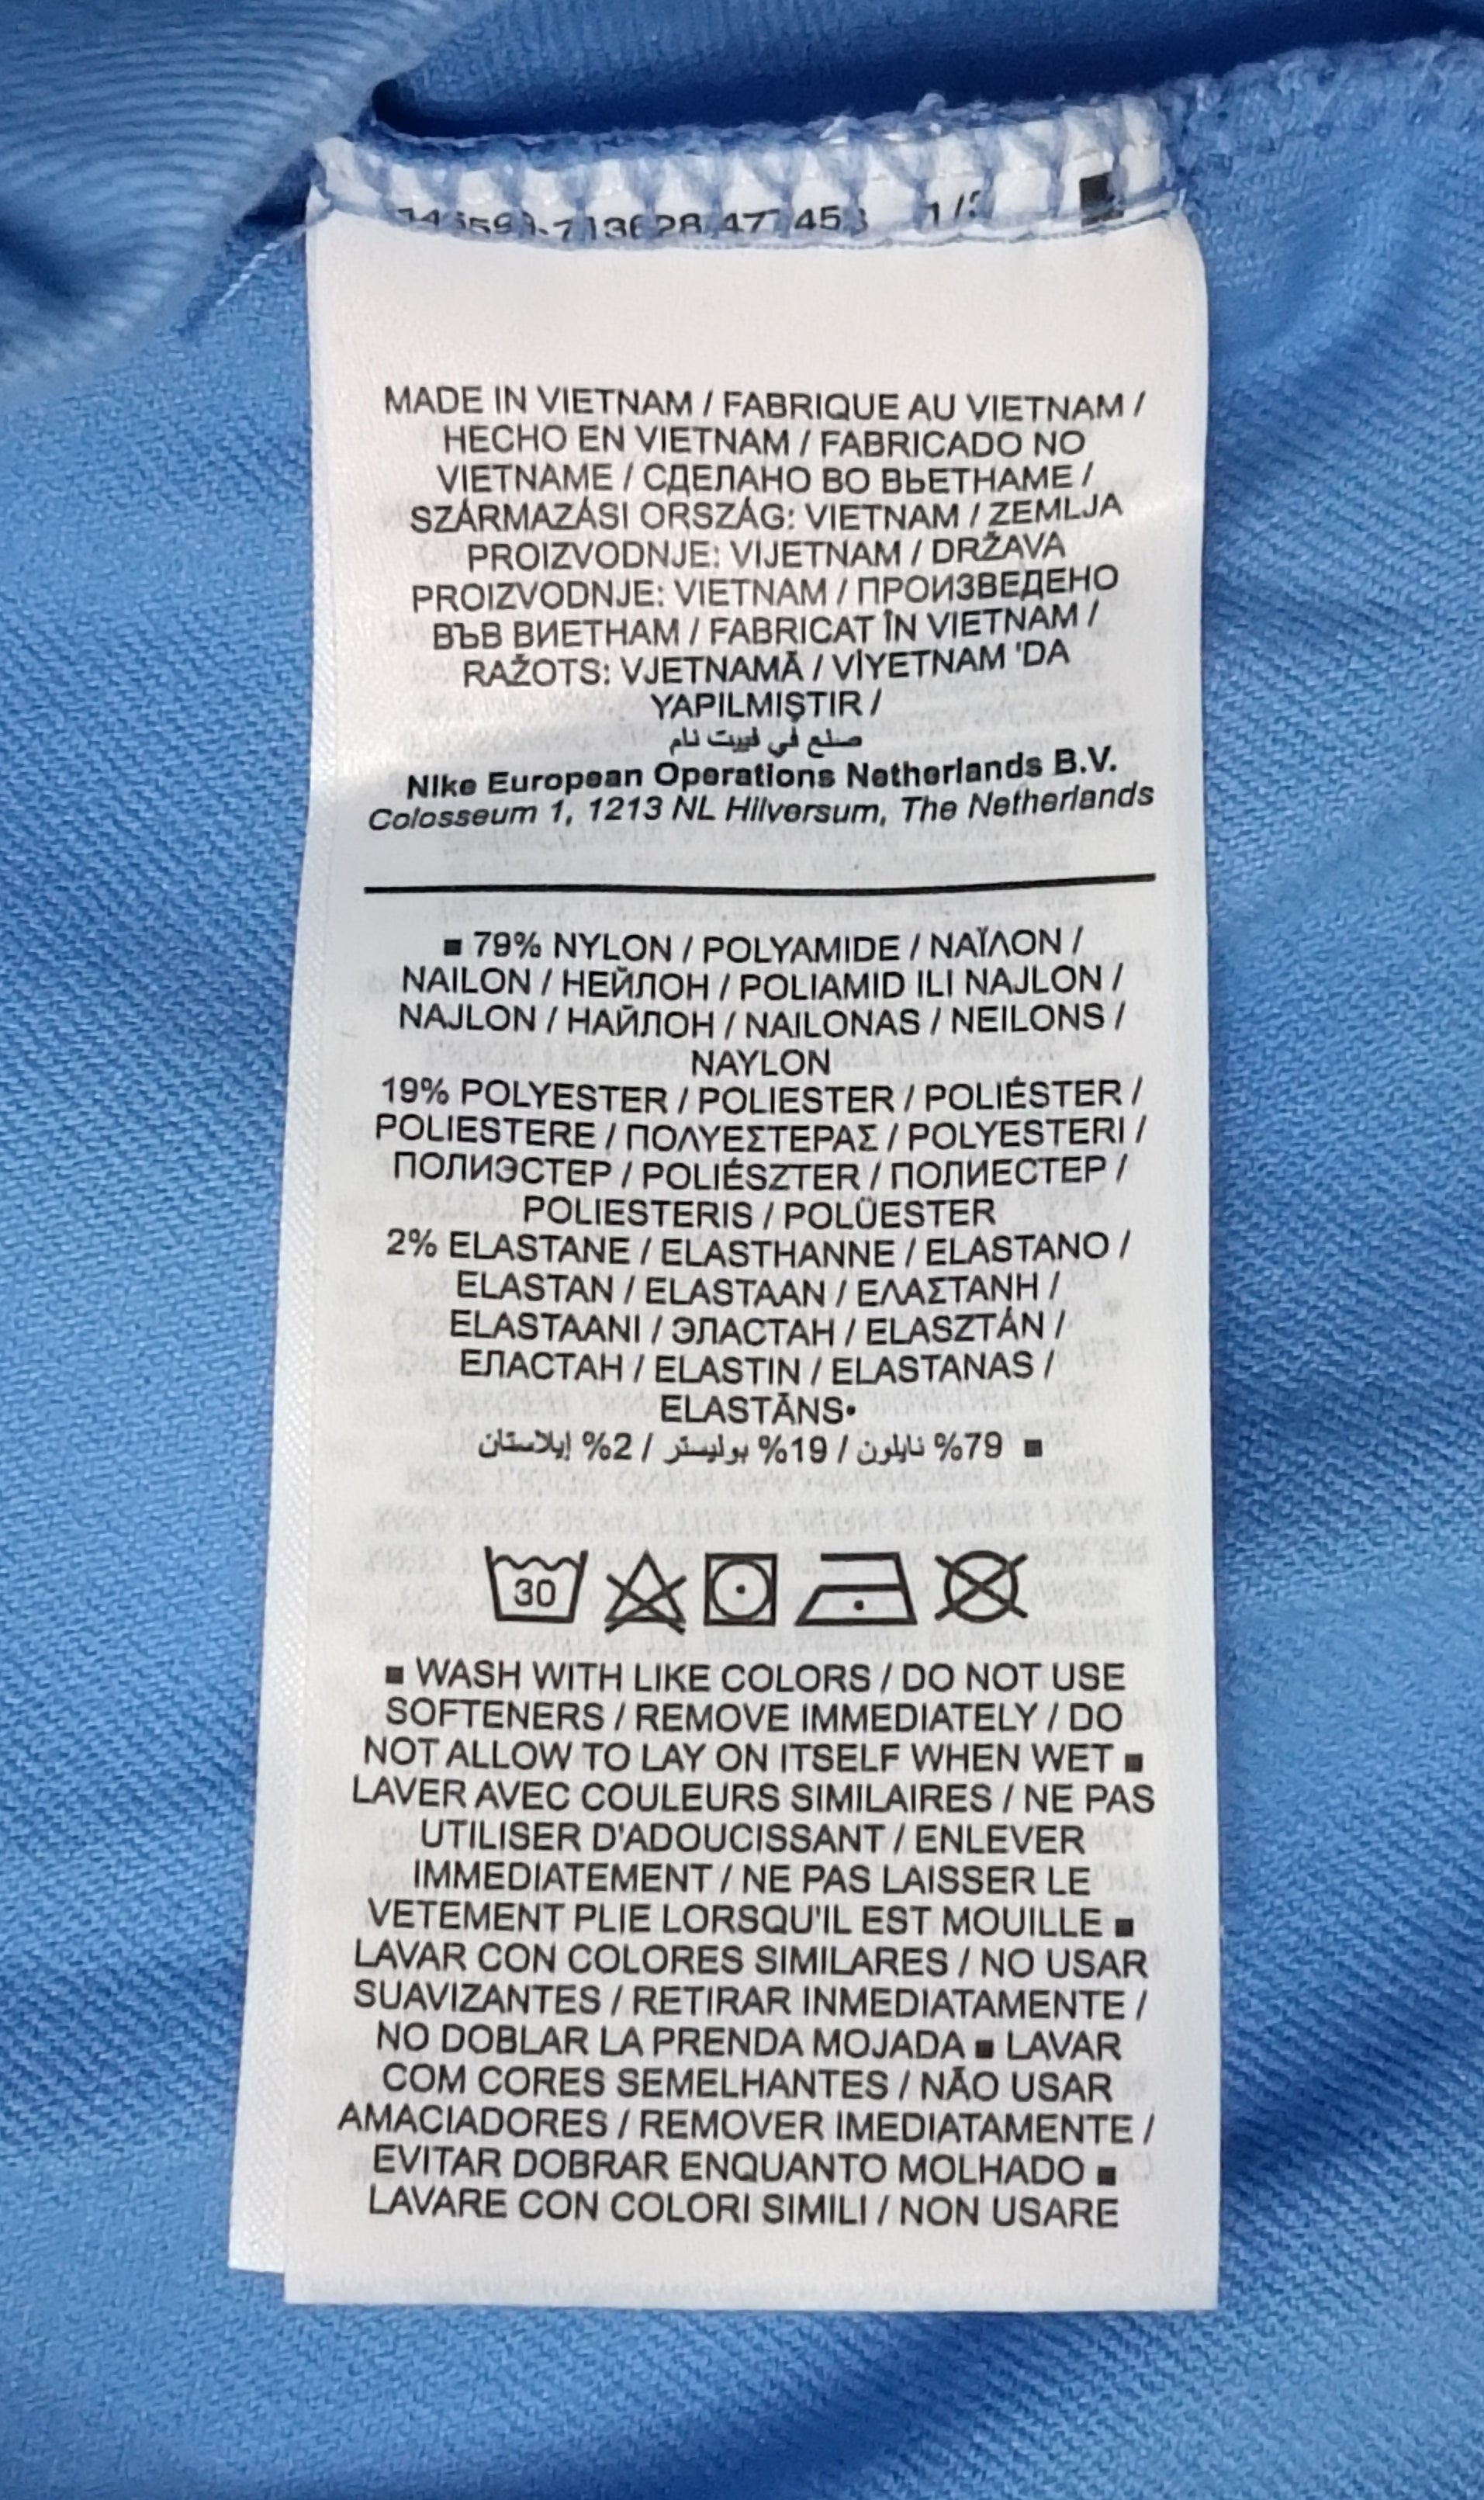 MADE IN VIETNAM / FABRIQUE AU VIETNAM /
HECHO EN VIETNAM / FABRICADO NO
VIETNAME / СДЕЛАНО ВО ВЬЕТНАМЕ /
SZÁRMAZÁSI ORSZÁG: VIETNAM / ZEMLJA
PROIZVODNJE: VIJETNAM / DRŽAVA
PROIZVODNJE: VIETNAM / ПРОИЗВЕДЕНО
ВЪВ ВИЕТНАМ / FABRICAT ÎN VIETNAM /
RAŽOTS: VJETNAMĀ / VİYETNAM 'DA
YAPILMIŞTIR /
صنع في فييت نام
Nike European Operations Netherlands B.V.
Colosseum 1, 1213 NL Hilversum, The Netherlands
■ 79% NYLON / POLYAMIDE / ΝΑΪΛΟΝ /
NAILON / НЕЙЛОН / POLIAMID ILI NAJLON /
NAJLON / НАЙЛОН / NAILONAS / NEILONS /
NAYLON
19% POLYESTER / POLIESTER / POLIÉSTER /
POLIESTERE / ΠΟΛΥΕΣΤΕΡΑΣ / POLYESTERI /
ПОЛИЭСТЕР / POLIÉSZTER / ПОЛИЕСТЕР /
POLIESTERIS / POLÜESTER
2% ELASTANE / ELASTHANNE / ELASTANO /
ELASTAN / ELASTAAN / ΕΛΑΣΤΑΝΗ /
ELASTAANI / ЭЛАСТАН / ELASZTÁN /
ЕЛАСТАН / ELASTIN / ELASTANAS /
ELASTĀNS•
■ 79% نايلون / 19% بوليستر / 2% إيلاستان
30
■ WASH WITH LIKE COLORS / DO NOT USE
SOFTENERS / REMOVE IMMEDIATELY / DO
NOT ALLOW TO LAY ON ITSELF WHEN WET ■
LAVER AVEC COULEURS SIMILAIRES / NE PAS
UTILISER D'ADOUCISSANT / ENLEVER
IMMEDIATEMENT / NE PAS LAISSER LE
VETEMENT PLIE LORSQU'IL EST MOUILLE ■
LAVAR CON COLORES SIMILARES / NO USAR
SUAVIZANTES / RETIRAR INMEDIATAMENTE /
NO DOBLAR LA PRENDA MOJADA ■ LAVAR
COM CORES SEMELHANTES / NÃO USAR
AMACIADORES / REMOVER IMEDIATAMENTE /
EVITAR DOBRAR ENQUANTO MOLHADO ■
LAVARE CON COLORI SIMILI / NON USARE